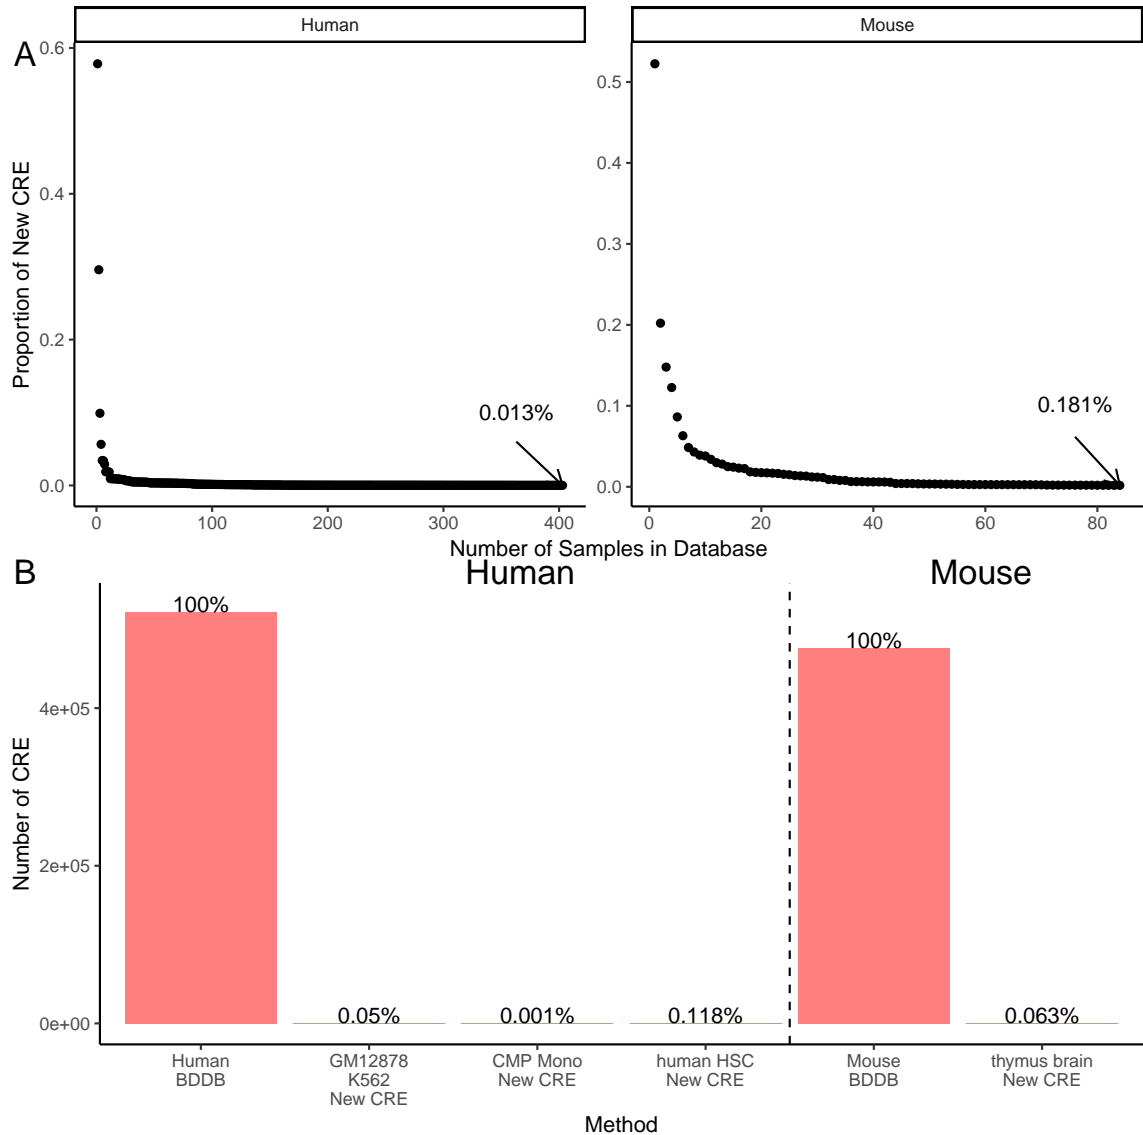 A
Human
Mouse
Proportion of New CRE
0.6
0.4
0.2
0.0
0.013%
0
100
200
300
400
0.5
0.4
0.3
0.2
0.1
0.0
0.181%
0
20
40
60
80
Number of Samples in Database
B
Human
Mouse
Number of CRE
4e+05
2e+05
0e+00
100%
0.05%
0.001%
0.118%
100%
0.063%
Human
BDDB
GM12878
K562
New CRE
CMP Mono
New CRE
human HSC
New CRE
Mouse
BDDB
thymus brain
New CRE
Method